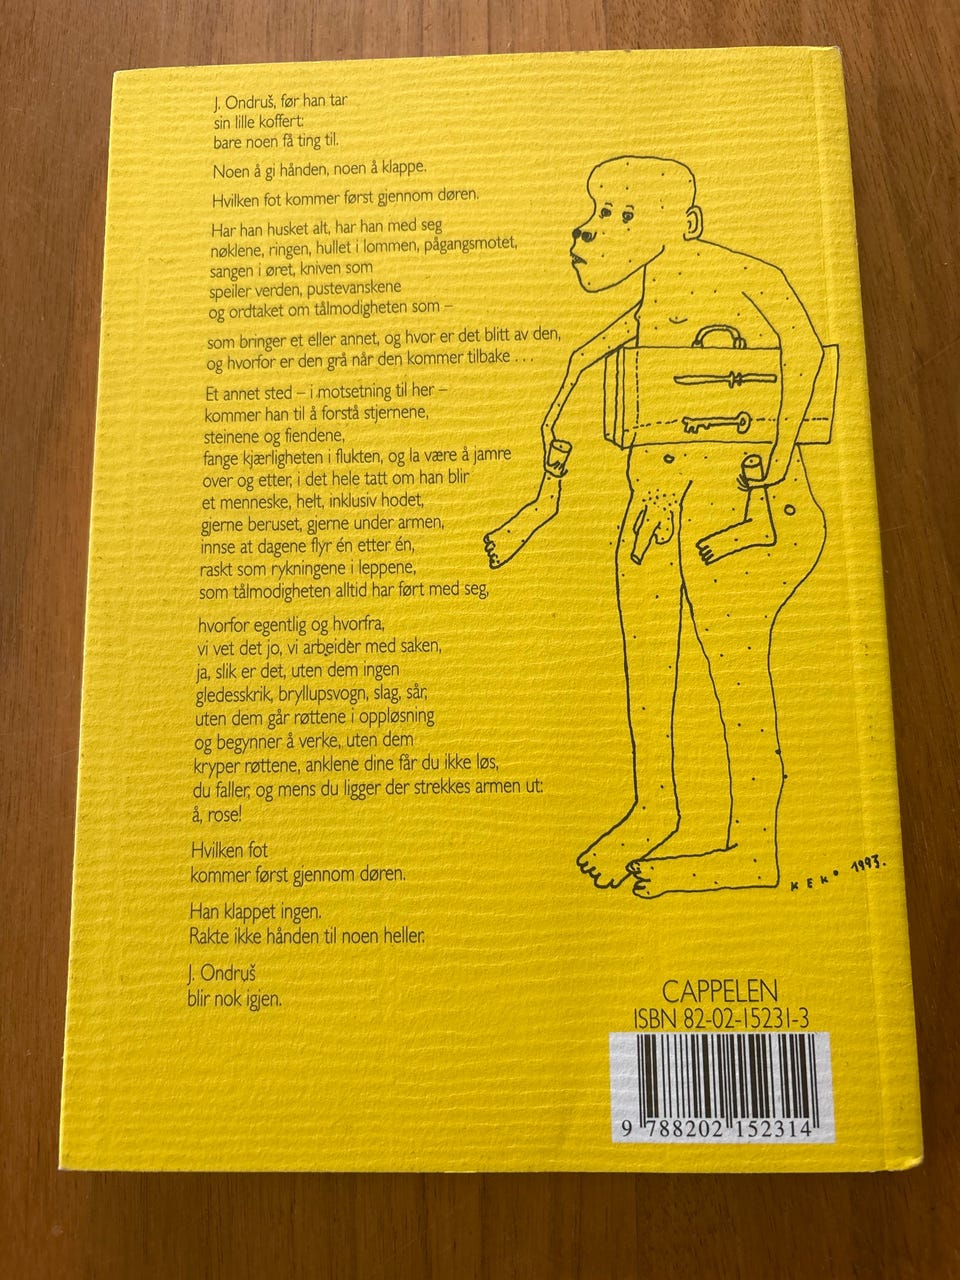 J. Ondruš, før han tar
sin lille koffert:
bare noen få ting til.
Noen å gi hånden, noen å klappe.
Hvilken fot kommer først gjennom døren.
Har han husket alt, har han med seg
nøklene, ringen, hullet i lommen, pågangsmotet,
sangen i øret, kniven som
speiler verden, pustevanskene
og ordtaket om tålmodigheten som –
som bringer et eller annet, og hvor er det blitt av den,
og hvorfor er den grå når den kommer tilbake . . .
Et annet sted – i motsetning til her –
kommer han til å forstå stjernene,
steinene og fiendene,
fange kjærligheten i flukten, og la være å jamre
over og etter, i det hele tatt om han blir
et menneske, helt, inklusiv hodet,
gjerne beruset, gjerne under armen,
innse at dagene flyr én etter én,
raskt som rykningene i leppene,
som tålmodigheten alltid har ført med seg,
hvorfor egentlig og hvorfra,
vi vet det jo, vi arbeider med saken,
ja, slik er det, uten dem ingen
gledesskrik, bryllupsvogn, slag, sår,
uten dem går røttene i oppløsning
og begynner å verke, uten dem
kryper røttene, anklene dine får du ikke løs,
du faller, og mens du ligger der strekkes armen ut:
å, rose!
Hvilken fot
kommer først gjennom døren.
Han klappet ingen.
Rakte ikke hånden til noen heller.
J. Ondruš
blir nok igjen.
KEKO 1993.
CAPPELEN
ISBN 82-02-15231-3
9 788202 152314